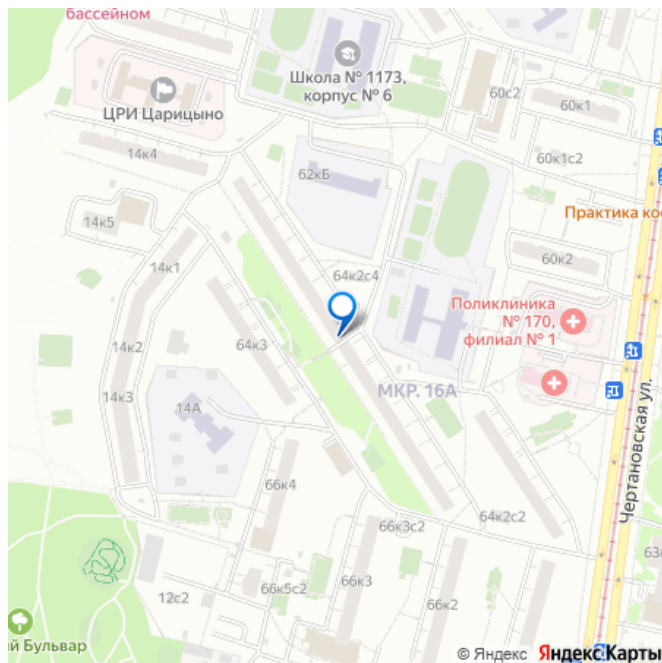 бассейном
Школа № 1173,
корпус № 6
60с2
60к1
ЦРИ Царицыно
14к4
62кБ
60к1с2
14к5
Практика кос
14к1
64к2с4
60к2
Поликлиника
№ 170,
филиал № 1
64к3
14к2
14к3
МКР. 16А
14А
Чертановская ул.
66к4
64к2с2
66к3с2
63
12с2
66к5с2
66к3
66к2
ий Бульвар
© Яндекс Яндекс Карты